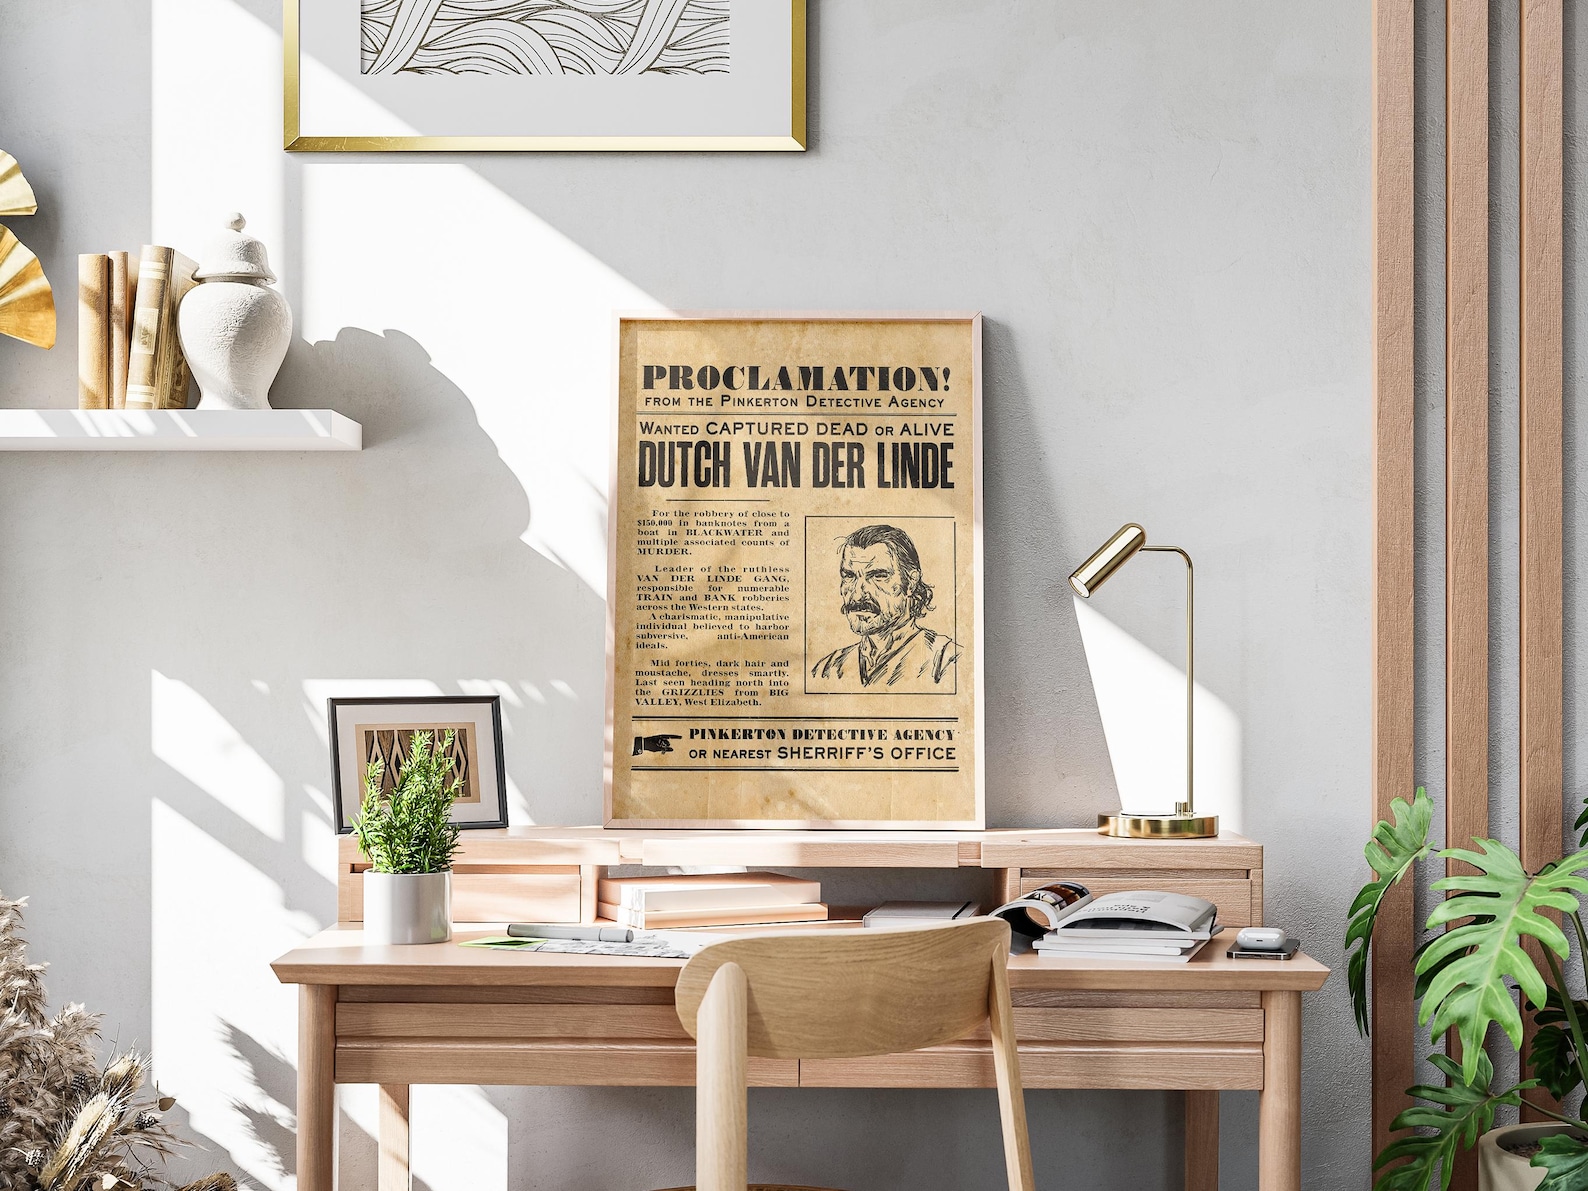 PROCLAMATION!
FROM THE PINKERTON DETECTIVE AGENCY
WANTED CAPTURED DEAD OR ALIVE
DUTCH VAN DER LINDE
For the robbery of close to
$150,000 in banknotes from a
boat in BLACKWATER and
multiple associated counts of
MURDER.
Leader of the ruthless
VAN DER LINDE GANG,
responsible for numerable
TRAIN and BANK robberies
across the Western states.
A charismatic, manipulative
individual believed to harbor
subversive, anti-American
ideals.
Mid forties, dark hair and
moustache, dresses smartly.
Last seen heading north into
the GRIZZLIES from BIG
VALLEY, West Elizabeth.
PINKERTON DETECTIVE AGENCY
OR NEAREST SHERRIFF'S OFFICE